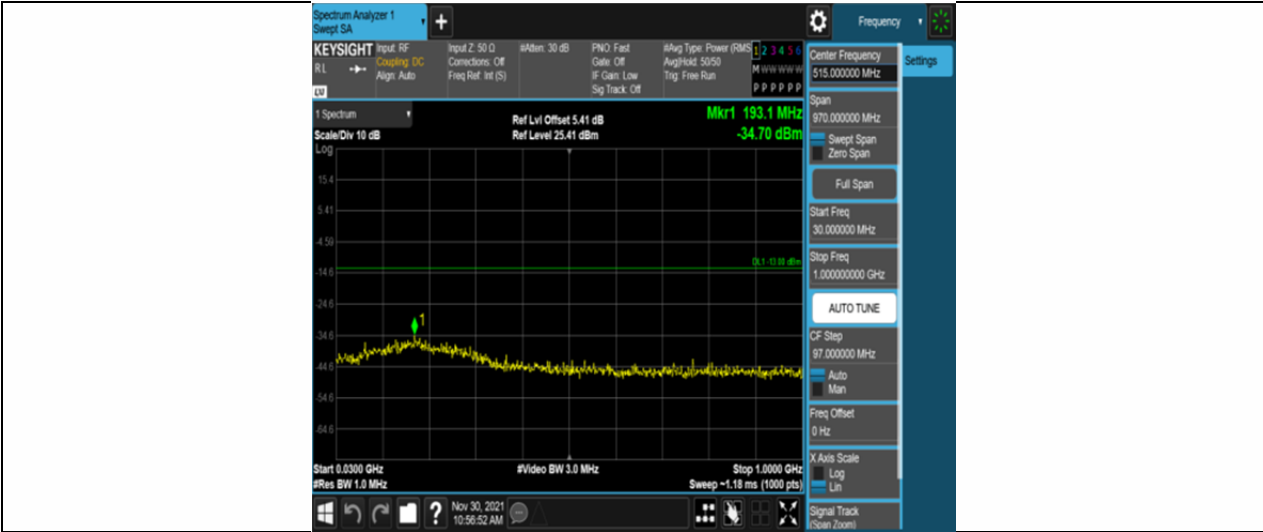 Spectrum Analyzer 1
Swept SA
+
Frequency
KEYSIGHT
RL
LV
Input: RF
Coupling: DC
Align: Auto
Input Z: 50 Ω
Corrections: Off
Freq Ref: Int (S)
#Atten: 30 dB
PNO: Fast
Gate: Off
IF Gain: Low
Sig Track: Off
#Avg Type: Power (RMS
Avg|Hold: 50/50
Trig: Free Run
1 2 3 4 5 6
M W W W W W
P P P P P P
1 Spectrum
Scale/Div 10 dB
Log
Ref Lvl Offset 5.41 dB
Ref Level 25.41 dBm
Mkr1 193.1 MHz
-34.70 dBm
15.4
5.41
-4.59
-14.6
-24.6
-34.6
-44.6
-54.6
-64.6
DL1 -13.00 dBm
1
Start 0.0300 GHz
#Res BW 1.0 MHz
#Video BW 3.0 MHz
Stop 1.0000 GHz
Sweep ~1.18 ms (1000 pts)
?
Nov 30, 2021
10:56:52 AM
Center Frequency
515.000000 MHz
Settings
Span
970.000000 MHz
Swept Span
Zero Span
Full Span
Start Freq
30.000000 MHz
Stop Freq
1.000000000 GHz
AUTO TUNE
CF Step
97.000000 MHz
Auto
Man
Freq Offset
0 Hz
X Axis Scale
Log
Lin
Signal Track
(Span Zoom)